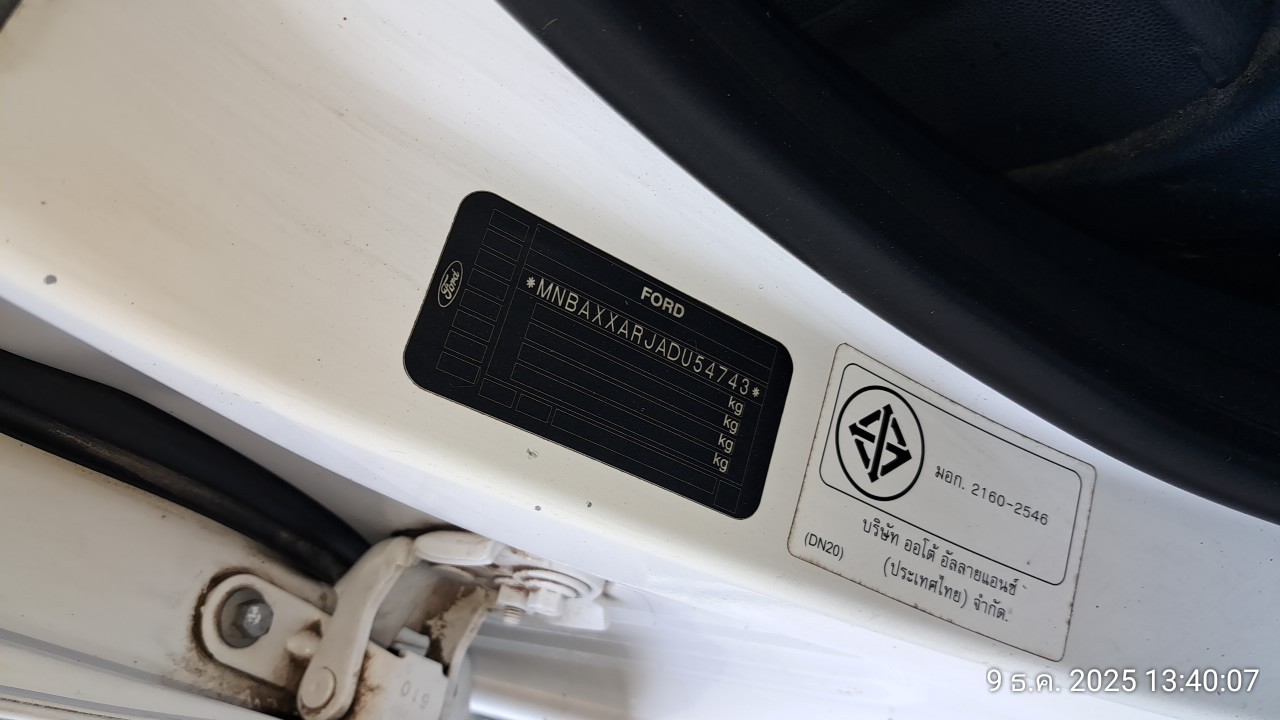 Ford
FORD
*MNBAXXARJADU54743*
kg
kg
kg
kg
มอก. 2160-2546
(DN20)
บริษัท ออโต้ อัลลายแอนซ์
(ประเทศไทย) จำกัด.
610
9 ธ.ค. 2025 13:40:07